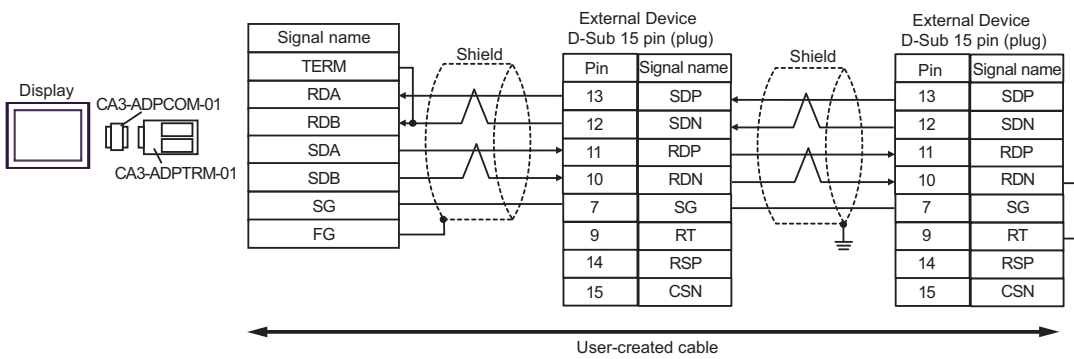 Display
CA3-ADPCOM-01
CA3-ADPTRM-01
Signal name
TERM
RDA
RDB
SDA
SDB
SG
FG
Shield
External Device
D-Sub 15 pin (plug)
Pin Signal name
13 SDP
12 SDN
11 RDP
10 RDN
7 SG
9 RT
14 RSP
15 CSN
Shield
External Device
D-Sub 15 pin (plug)
Pin Signal name
13 SDP
12 SDN
11 RDP
10 RDN
7 SG
9 RT
14 RSP
15 CSN
User-created cable